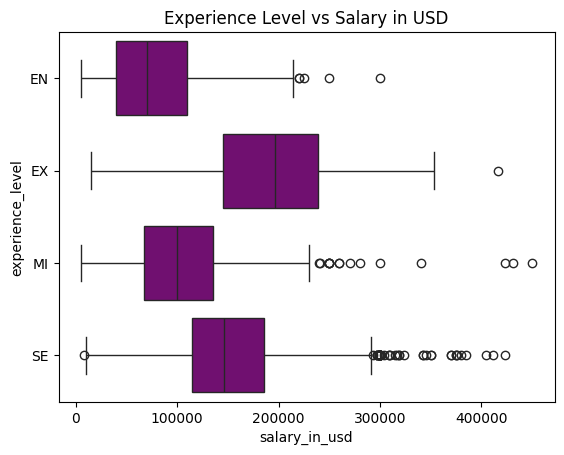 Experience Level vs Salary in USD
experience_level
EN
EX
MI
SE
0 100000 200000 300000 400000
salary_in_usd